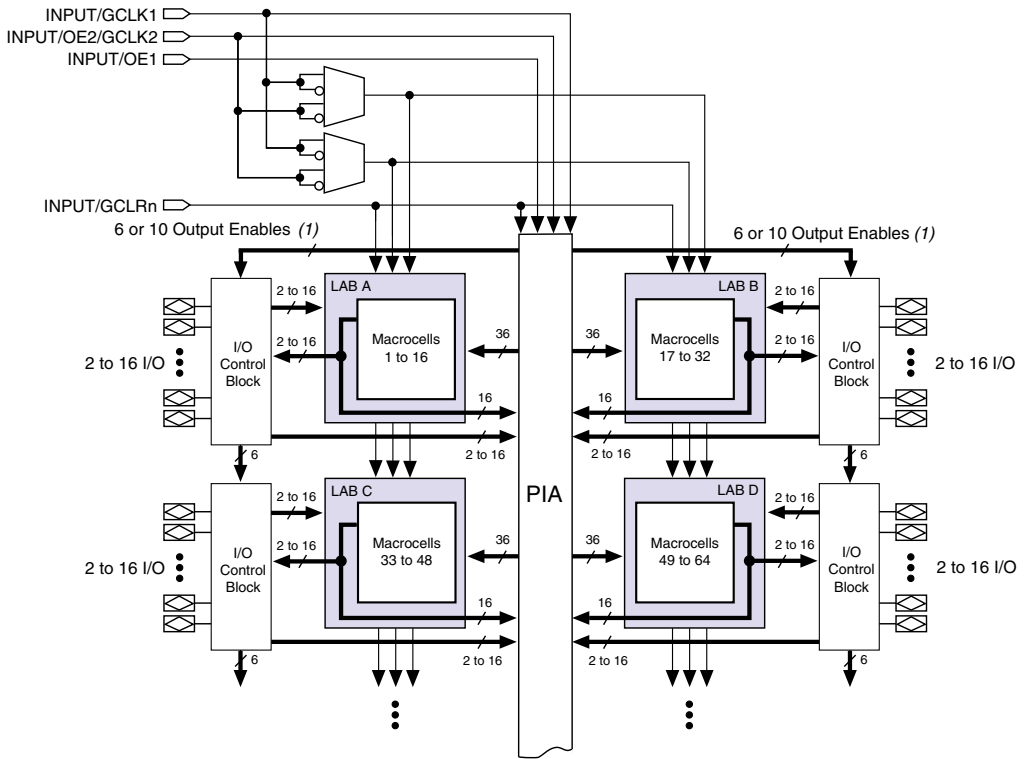 INPUT/GCLK1
INPUT/OE2/GCLK2
INPUT/OE1
INPUT/GCLRn
6 or 10 Output Enables (1)
6 or 10 Output Enables (1)
LAB A
LAB B
2 to 16
2 to 16
36
36
2 to 16
2 to 16
Macrocells
1 to 16
Macrocells
17 to 32
I/O
Control
Block
I/O
Control
Block
2 to 16 I/O
2 to 16 I/O
16
16
2 to 16
2 to 16
6
6
PIA
LAB C
LAB D
2 to 16
2 to 16
36
36
2 to 16
2 to 16
Macrocells
33 to 48
Macrocells
49 to 64
I/O
Control
Block
I/O
Control
Block
2 to 16 I/O
2 to 16 I/O
16
16
2 to 16
2 to 16
6
6